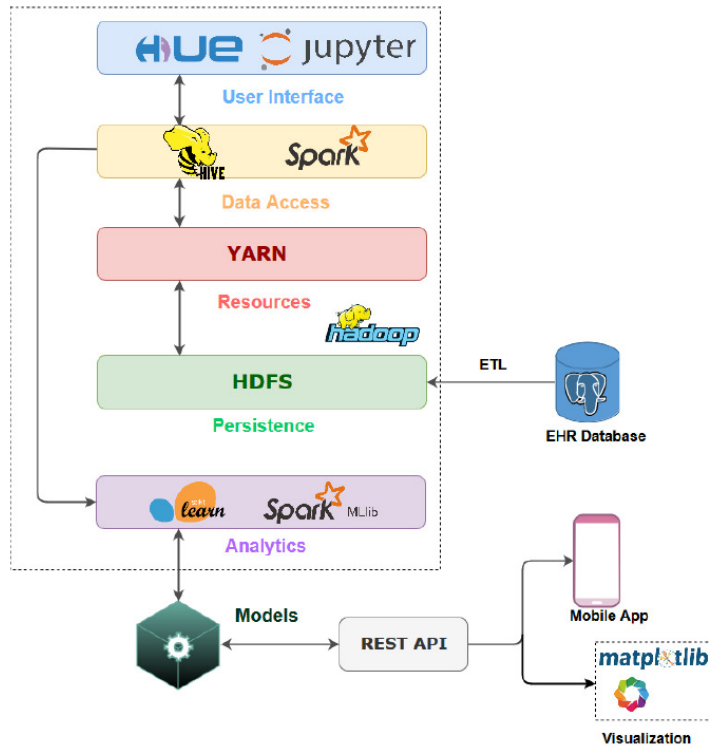 HUE jupyter
User Interface
HIVE Spark
Data Access
YARN
Resources
hadoop
HDFS
ETL
Persistence
EHR Database
learn Spark MLlib
Analytics
Models
Mobile App
REST API
matplotlib
Visualization